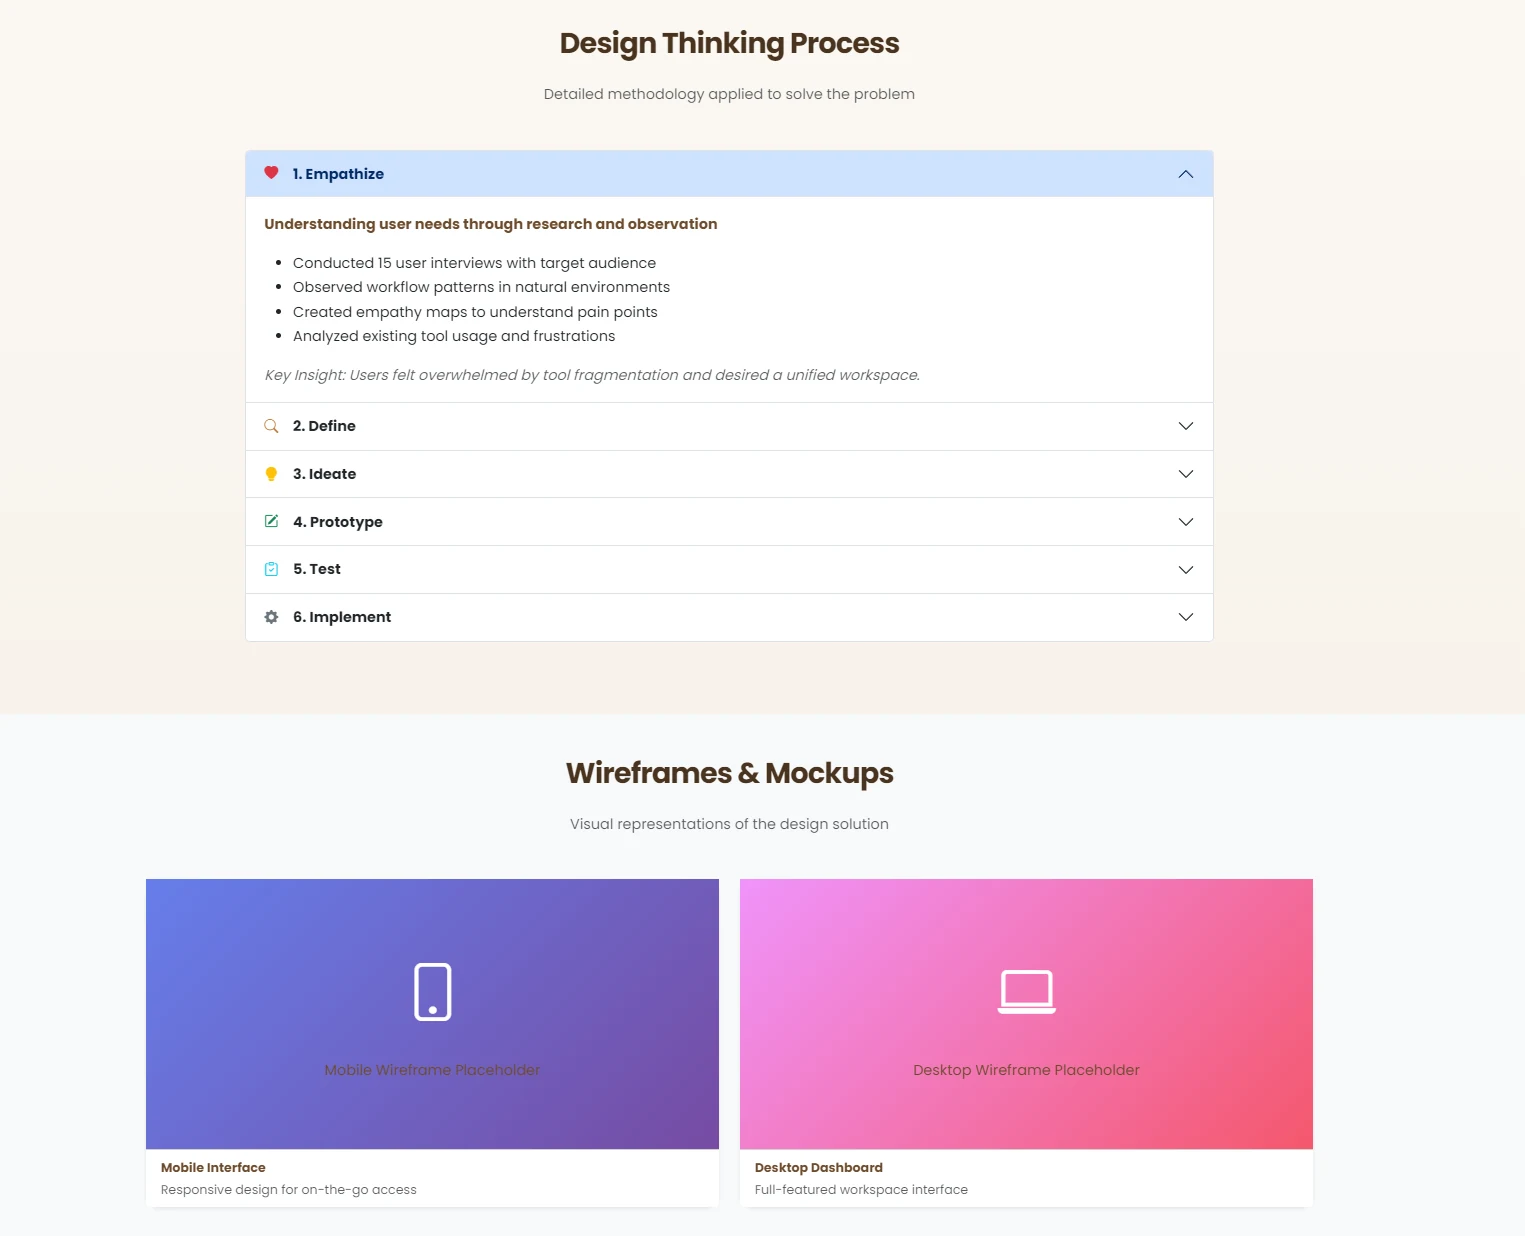 Design Thinking Process
Detailed methodology applied to solve the problem
1. Empathize
Understanding user needs through research and observation
Conducted 15 user interviews with target audience
Observed workflow patterns in natural environments
Created empathy maps to understand pain points
Analyzed existing tool usage and frustrations
Key Insight: Users felt overwhelmed by tool fragmentation and desired a unified workspace.
2. Define
3. Ideate
4. Prototype
5. Test
6. Implement
Wireframes & Mockups
Visual representations of the design solution
Mobile Wireframe Placeholder
Mobile Interface
Responsive design for on-the-go access
Desktop Wireframe Placeholder
Desktop Dashboard
Full-featured workspace interface